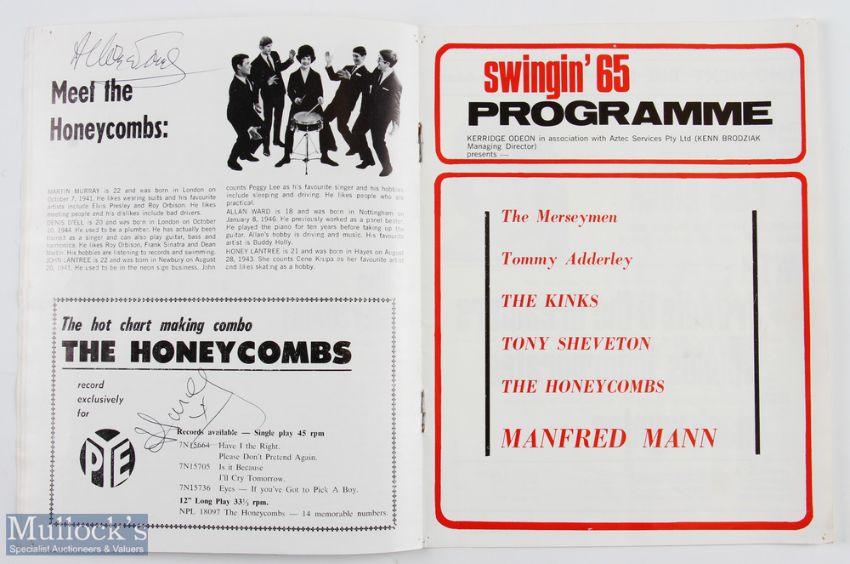 Meet the
Honeycombs:
MARTIN MURRAY is 22 and was born in London on
October 7, 1941. He likes wearing suits and his favourite
artists include Elvis Presley and Roy Orbison. He likes
meeting people and his dislikes include bad drivers.
DENIS D'ELL is 20 and was born in London on
October 10, 1944. He used to be a plumber. He has actually been
a singer and can also play guitar, bass and
harmonica. He likes Roy Orbison, Frank Sinatra and Dean
Martin. His hobbies are listening to records and swimming.
JOHN LANTREE is 22 and was born in Newbury on August
20, 1941. He used to be in the neon sign business. John
counts Peggy Lee as his favourite singer and his hobbies
include sleeping and driving. He likes people who are
practical.
ALLAN WARD is 18 and was born in Nottingham on
January 8, 1946. He previously worked as a panel beater.
He played the piano for ten years before taking up the
guitar. Allan's hobby is driving and music. His favourite
artist is Buddy Holly.
HONEY LANTREE is 21 and was born in Hayes on August
28, 1943. She counts Gene Krupa as her favourite artist
and likes skating as a hobby.
The hot chart making combo
THE HONEYCOMBS
record
exclusively
for
PYE
Records available — Single play 45 rpm
7N15664 Have I the Right.
Please Don't Pretend Again.
7N15705 Is it Because
I'll Cry Tomorrow.
7N15736 Eyes — If you've Got to Pick A Boy.
12" Long Play 33⅓ rpm.
NPL 18097 The Honeycombs — 14 memorable numbers.
swingin' 65
PROGRAMME
KERRIDGE ODEON in association with Aztec Services Pty Ltd (KENN BRODZIAK
Managing Director)
presents —
The Merseymen
Tommy Adderley
THE KINKS
TONY SHEVETON
THE HONEYCOMBS
MANFRED MANN
Mullock's
Specialist Auctioneers & Valuers